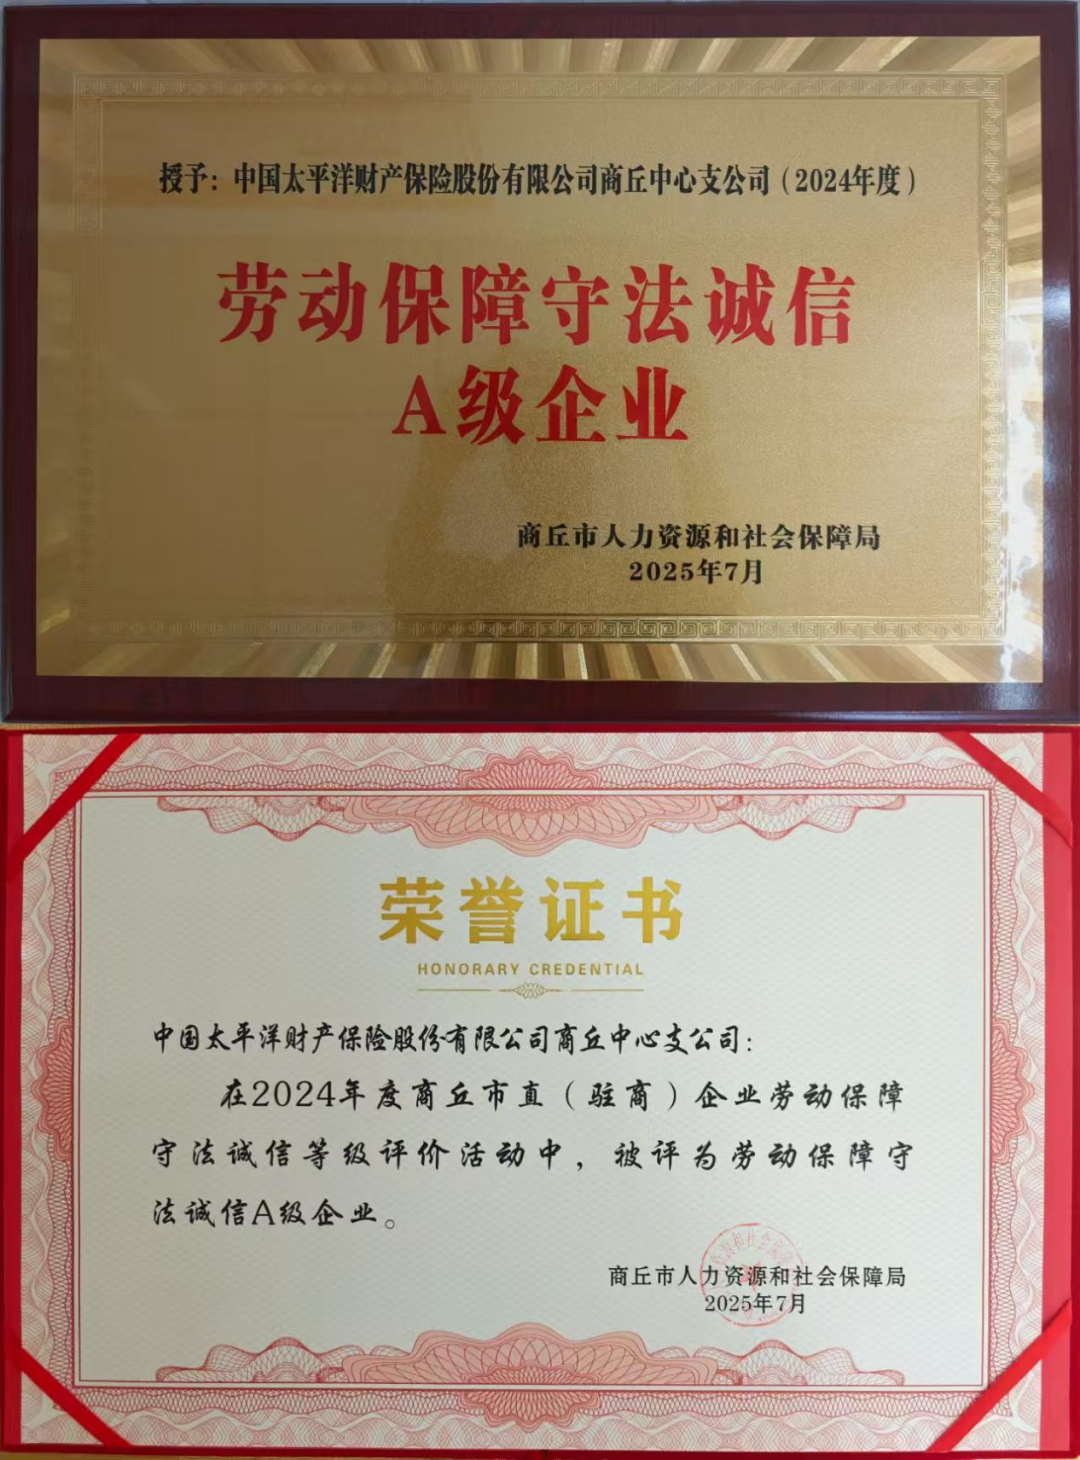 授予：中国太平洋财产保险股份有限公司商丘中心支公司（2024年度）
劳动保障守法诚信
A级企业
商丘市人力资源和社会保障局
2025年7月
荣誉证书
HONORARY CREDENTIAL
中国太平洋财产保险股份有限公司商丘中心支公司：
在2024年度商丘市直（驻商）企业劳动保障
守法诚信等级评价活动中，被评为劳动保障守
法诚信A级企业。
商丘市人力资源和社会保障局
2025年7月